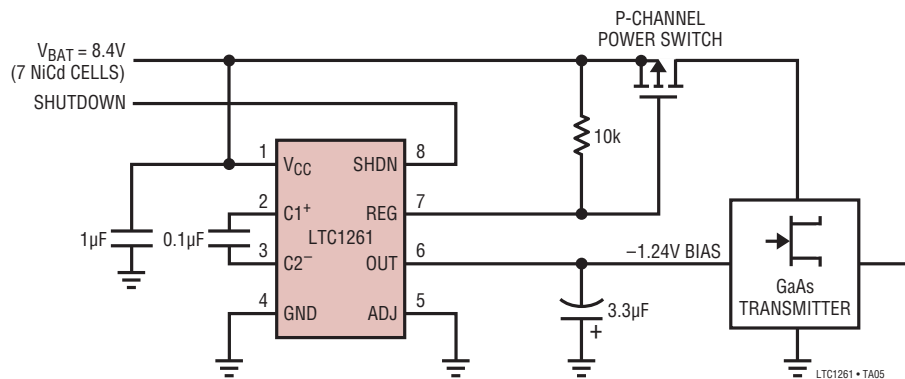 P-CHANNEL
POWER SWITCH
VBAT = 8.4V
(7 NiCd CELLS)
SHUTDOWN
10k
1
VCC
SHDN
8
2
C1+
REG
7
1µF
0.1µF
LTC1261
3
C2–
OUT
6
–1.24V BIAS
4
GND
ADJ
5
3.3µF
+
GaAs
TRANSMITTER
LTC1261 • TA05